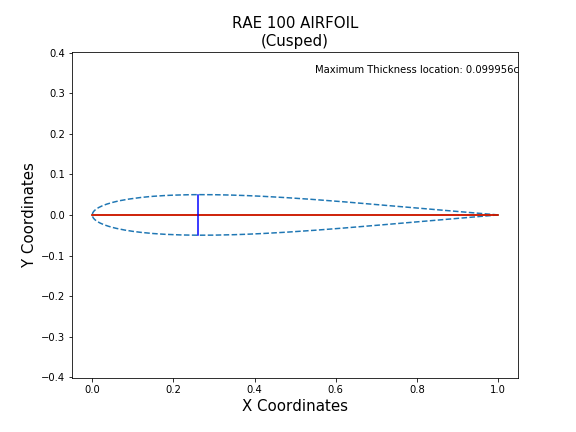 RAE 100 AIRFOIL
(Cusped)
Maximum Thickness location: 0.099956c
0.4
0.3
0.2
0.1
0.0
−0.1
−0.2
−0.3
−0.4
Y Coordinates
0.0 0.2 0.4 0.6 0.8 1.0
X Coordinates